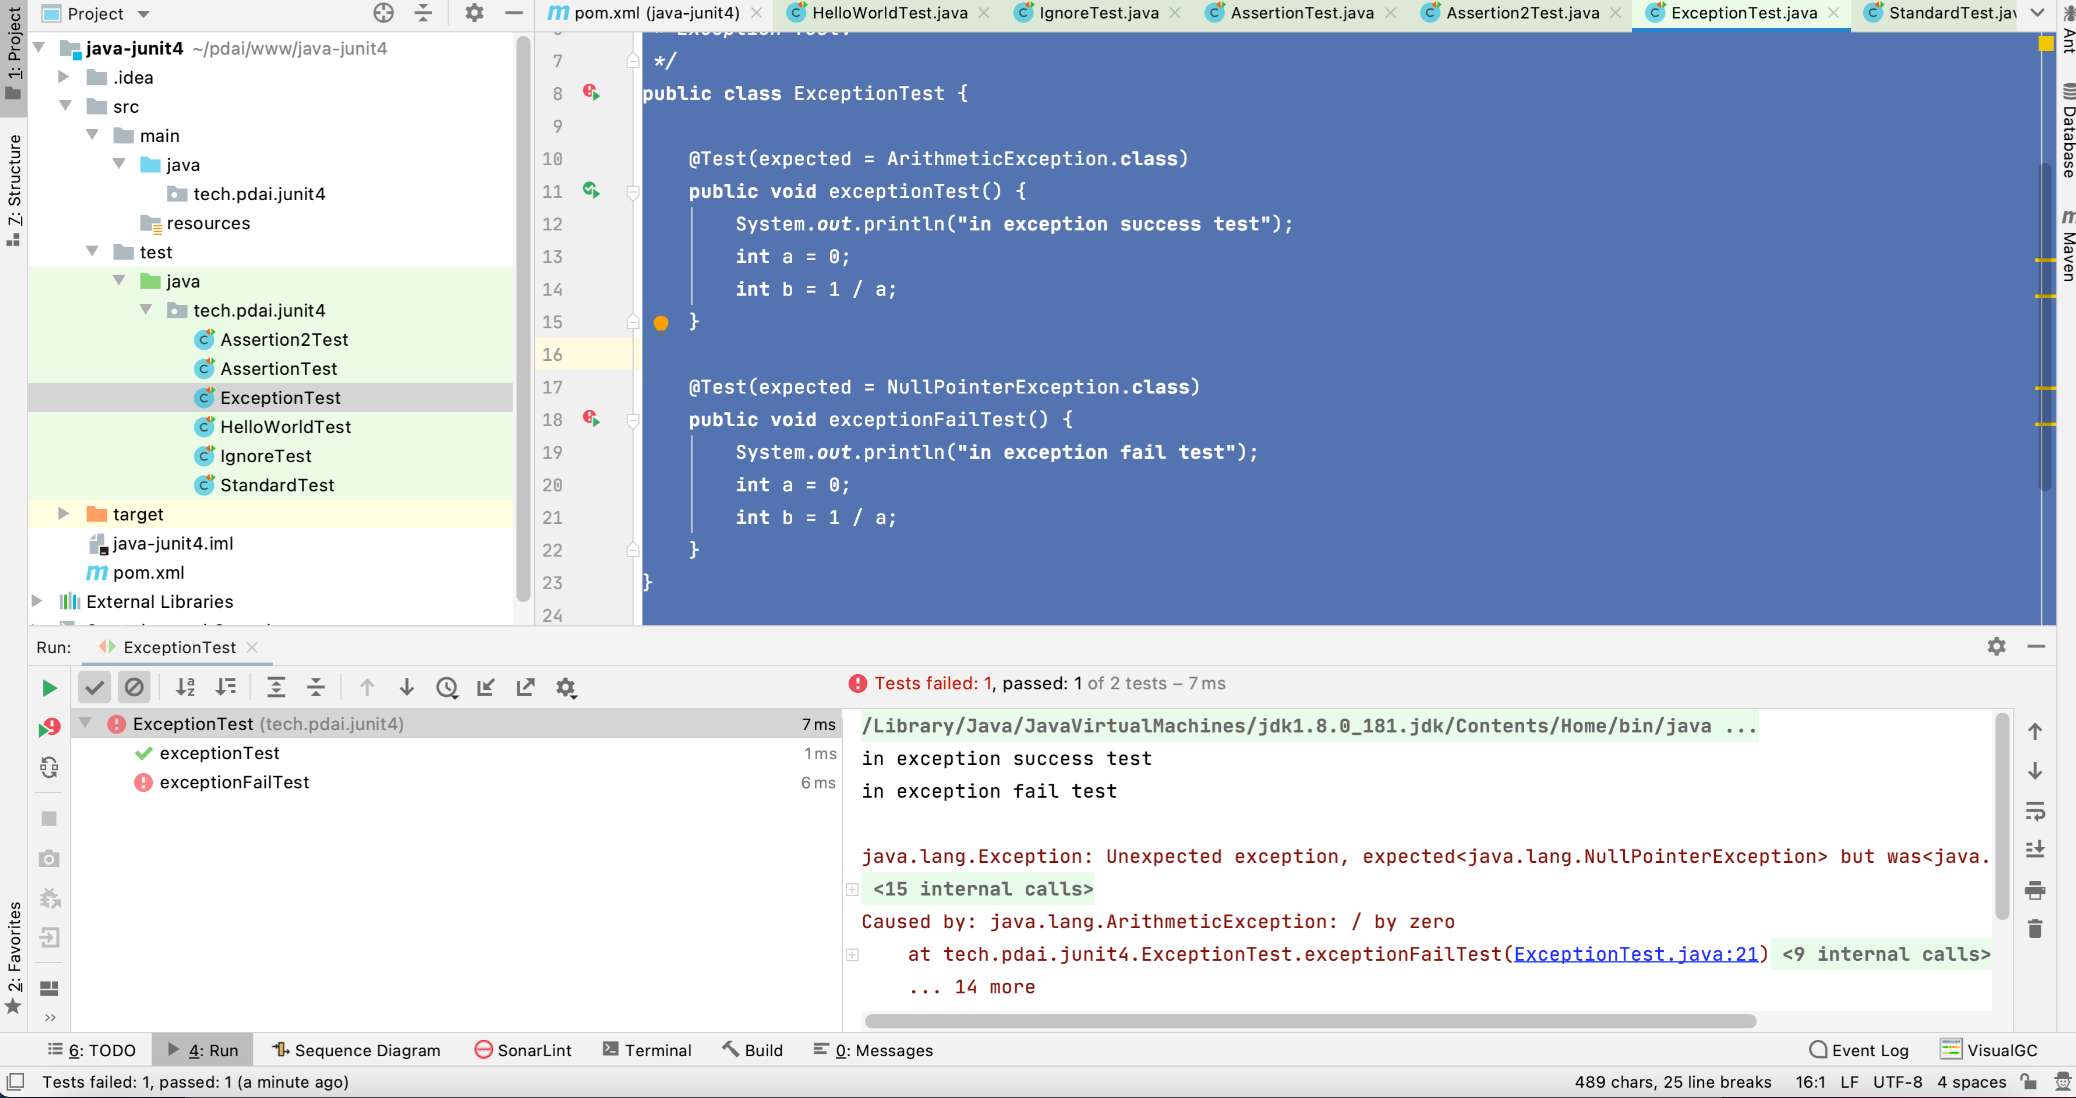 Project
pom.xml (java-junit4)
HelloWorldTest.java
IgnoreTest.java
AssertionTest.java
Assertion2Test.java
ExceptionTest.java
StandardTest.jav
1: Project
Z: Structure
2: Favorites
java-junit4 ~/pdai/www/java-junit4
.idea
src
main
java
tech.pdai.junit4
resources
test
java
tech.pdai.junit4
Assertion2Test
AssertionTest
ExceptionTest
HelloWorldTest
IgnoreTest
StandardTest
target
java-junit4.iml
pom.xml
External Libraries
7 */
8 public class ExceptionTest {
9
10 @Test(expected = ArithmeticException.class)
11 public void exceptionTest() {
12 System.out.println("in exception success test");
13 int a = 0;
14 int b = 1 / a;
15 }
16
17 @Test(expected = NullPointerException.class)
18 public void exceptionFailTest() {
19 System.out.println("in exception fail test");
20 int a = 0;
21 int b = 1 / a;
22 }
23 }
24
Ant
Database
Maven
Run: ExceptionTest
Tests failed: 1, passed: 1 of 2 tests – 7 ms
ExceptionTest (tech.pdai.junit4) 7 ms
exceptionTest 1 ms
exceptionFailTest 6 ms
/Library/Java/JavaVirtualMachines/jdk1.8.0_181.jdk/Contents/Home/bin/java ...
in exception success test
in exception fail test
java.lang.Exception: Unexpected exception, expected<java.lang.NullPointerException> but was<java.
<15 internal calls>
Caused by: java.lang.ArithmeticException: / by zero
at tech.pdai.junit4.ExceptionTest.exceptionFailTest(ExceptionTest.java:21) <9 internal calls>
... 14 more
6: TODO
4: Run
Sequence Diagram
SonarLint
Terminal
Build
0: Messages
Event Log
VisualGC
Tests failed: 1, passed: 1 (a minute ago)
489 chars, 25 line breaks 16:1 LF UTF-8 4 spaces